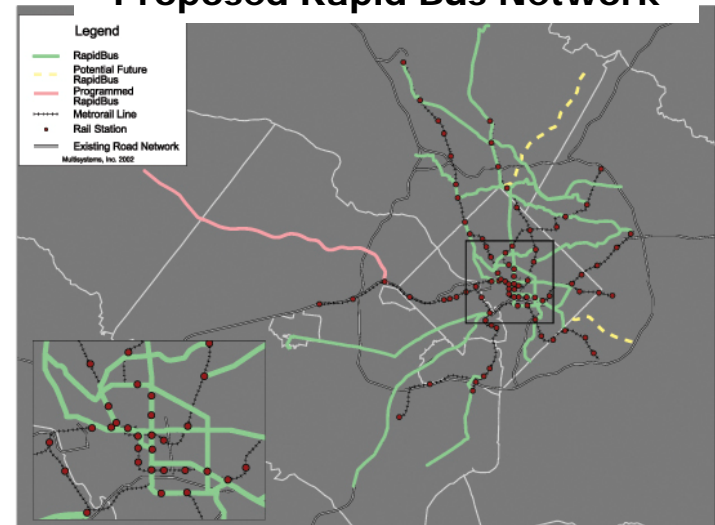 Proposed Rapid Bus Network
Legend
RapidBus
Potential Future
RapidBus
Programmed
RapidBus
Metrorail Line
Rail Station
Existing Road Network
Multisystems, Inc. 2002